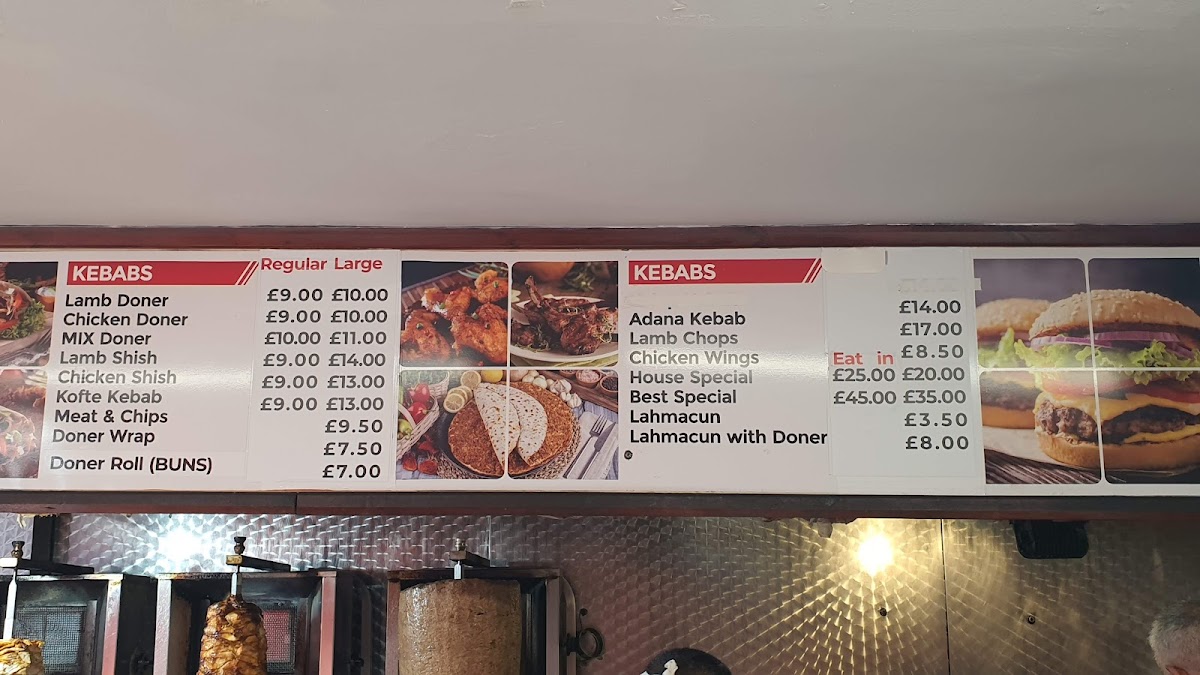 KEBABS Regular Large
Lamb Doner £9.00 £10.00
Chicken Doner £9.00 £10.00
MIX Doner £10.00 £11.00
Lamb Shish £9.00 £14.00
Chicken Shish £9.00 £13.00
Kofte Kebab £9.00 £13.00
Meat & Chips £9.50
Doner Wrap £7.50
Doner Roll (BUNS) £7.00
KEBABS
Adana Kebab £14.00
Lamb Chops £17.00
Chicken Wings Eat in £8.50
House Special £25.00 £20.00
Best Special £45.00 £35.00
Lahmacun £3.50
Lahmacun with Doner £8.00